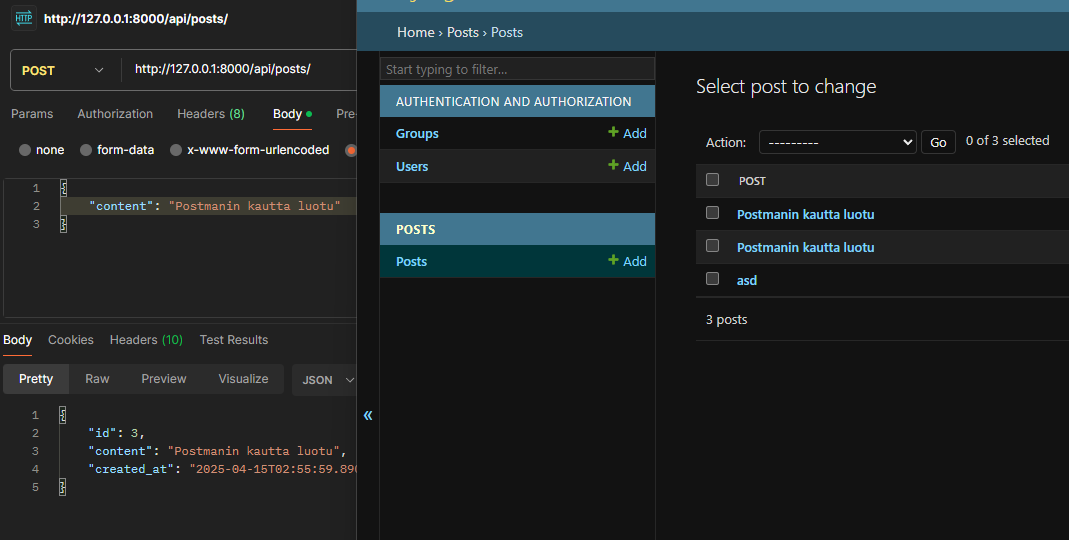 HTTP http://127.0.0.1:8000/api/posts/
POST http://127.0.0.1:8000/api/posts/
Params Authorization Headers (8) Body Pre-
none form-data x-www-form-urlencoded
1 {
2 "content": "Postmanin kautta luotu"
3 }
Body Cookies Headers (10) Test Results
Pretty Raw Preview Visualize JSON
1 {
2 "id": 3,
3 "content": "Postmanin kautta luotu",
4 "created_at": "2025-04-15T02:55:59.890
5 }
Home › Posts › Posts
«
Start typing to filter...
AUTHENTICATION AND AUTHORIZATION
Groups + Add
Users + Add
POSTS
Posts + Add
Select post to change
Action: --------- Go 0 of 3 selected
POST
Postmanin kautta luotu
Postmanin kautta luotu
asd
3 posts